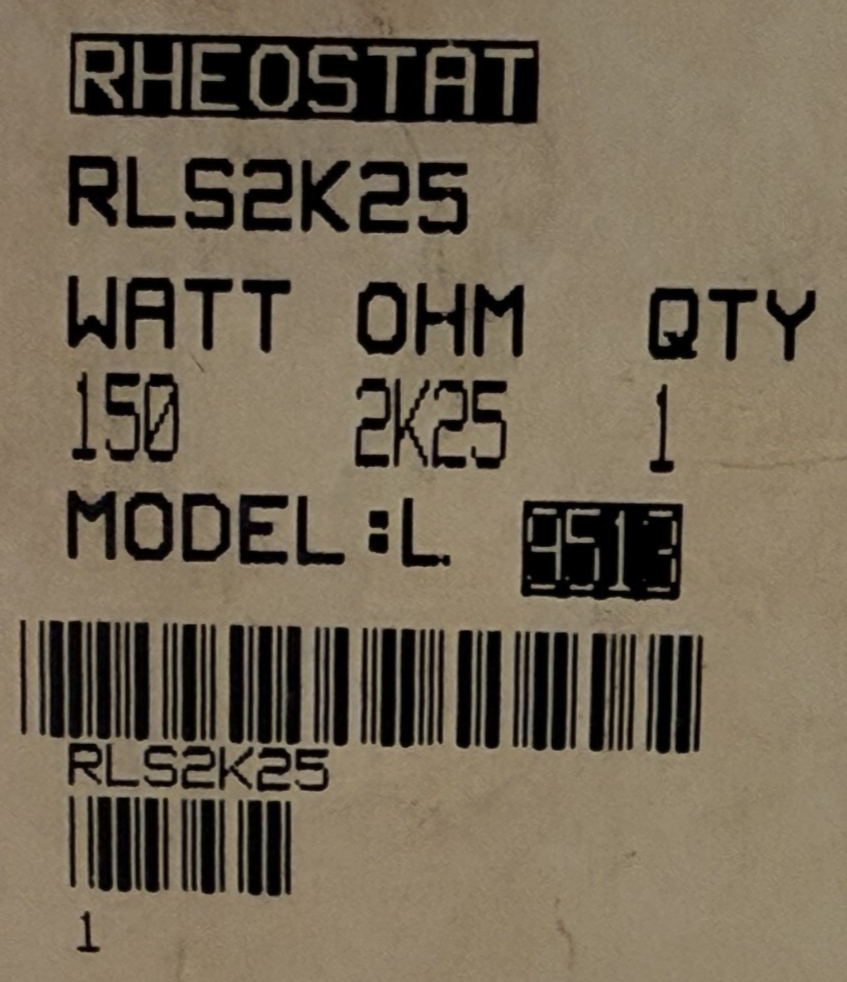 RHEOSTAT
RLS2K25
WATT OHM QTY
150 2K25 1
MODEL:L. 9513
RLS2K25
1